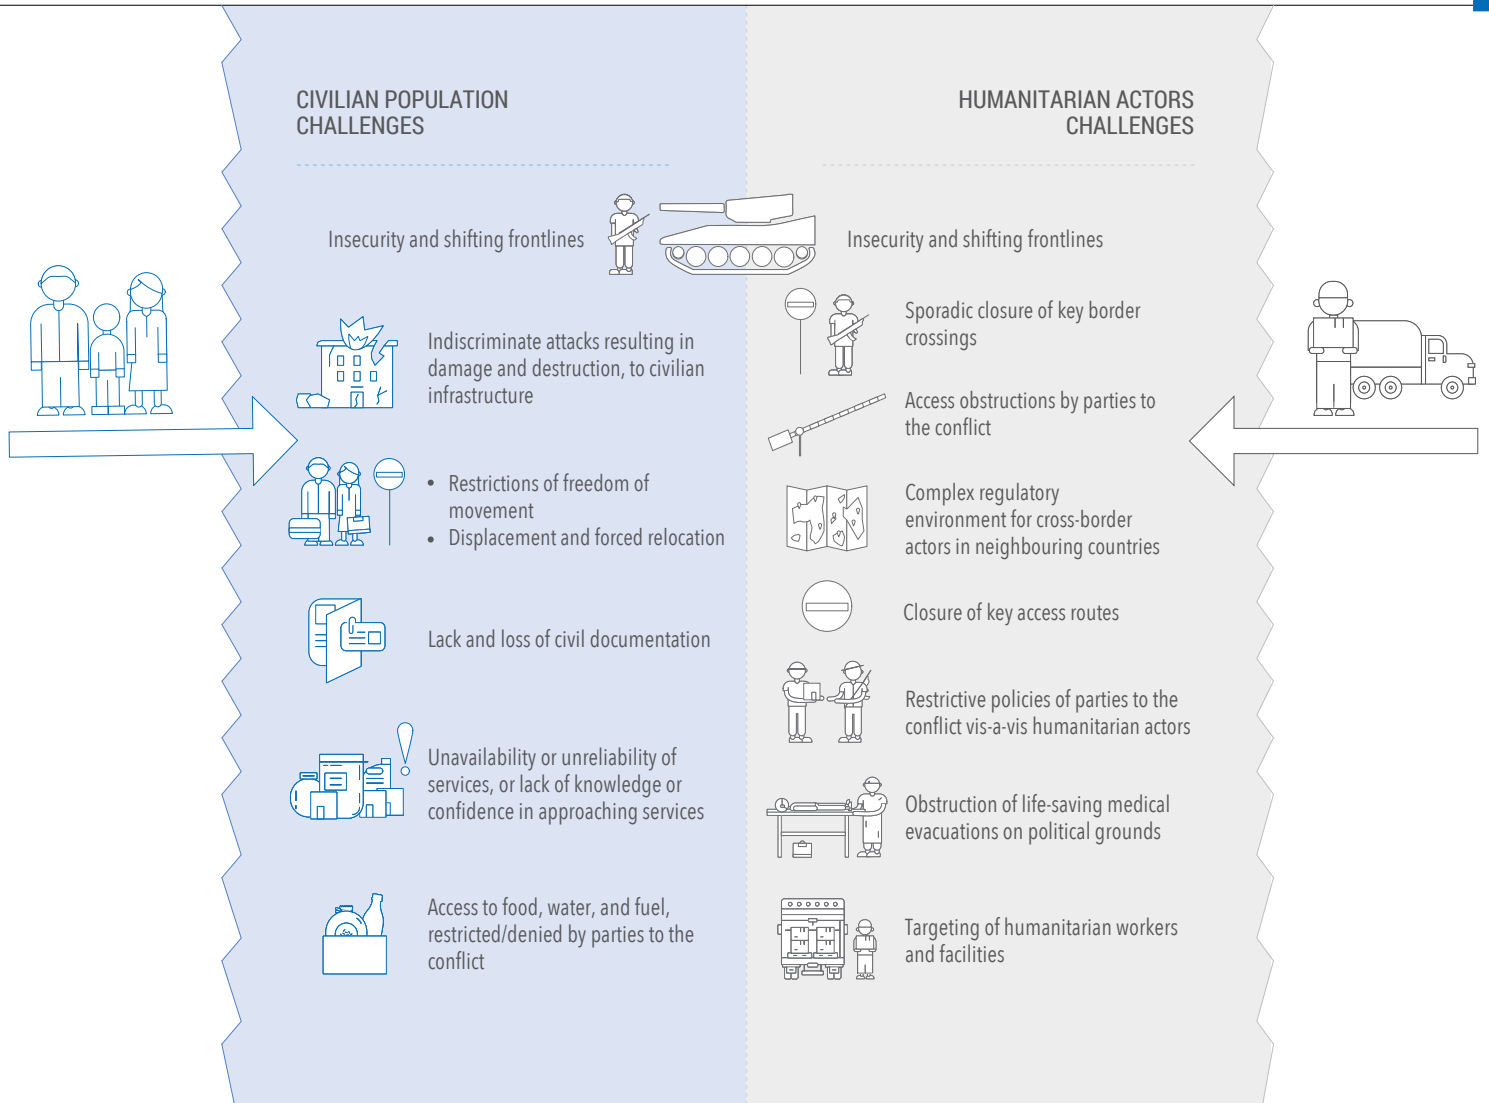 CIVILIAN POPULATION
CHALLENGES
Insecurity and shifting frontlines
Indiscriminate attacks resulting in
damage and destruction, to civilian
infrastructure
• Restrictions of freedom of
movement
• Displacement and forced relocation
Lack and loss of civil documentation
Unavailability or unreliability of
services, or lack of knowledge or
confidence in approaching services
Access to food, water, and fuel,
restricted/denied by parties to the
conflict
HUMANITARIAN ACTORS
CHALLENGES
Insecurity and shifting frontlines
Sporadic closure of key border
crossings
Access obstructions by parties to
the conflict
Complex regulatory
environment for cross-border
actors in neighbouring countries
Closure of key access routes
Restrictive policies of parties to the
conflict vis-a-vis humanitarian actors
Obstruction of life-saving medical
evacuations on political grounds
Targeting of humanitarian workers
and facilities